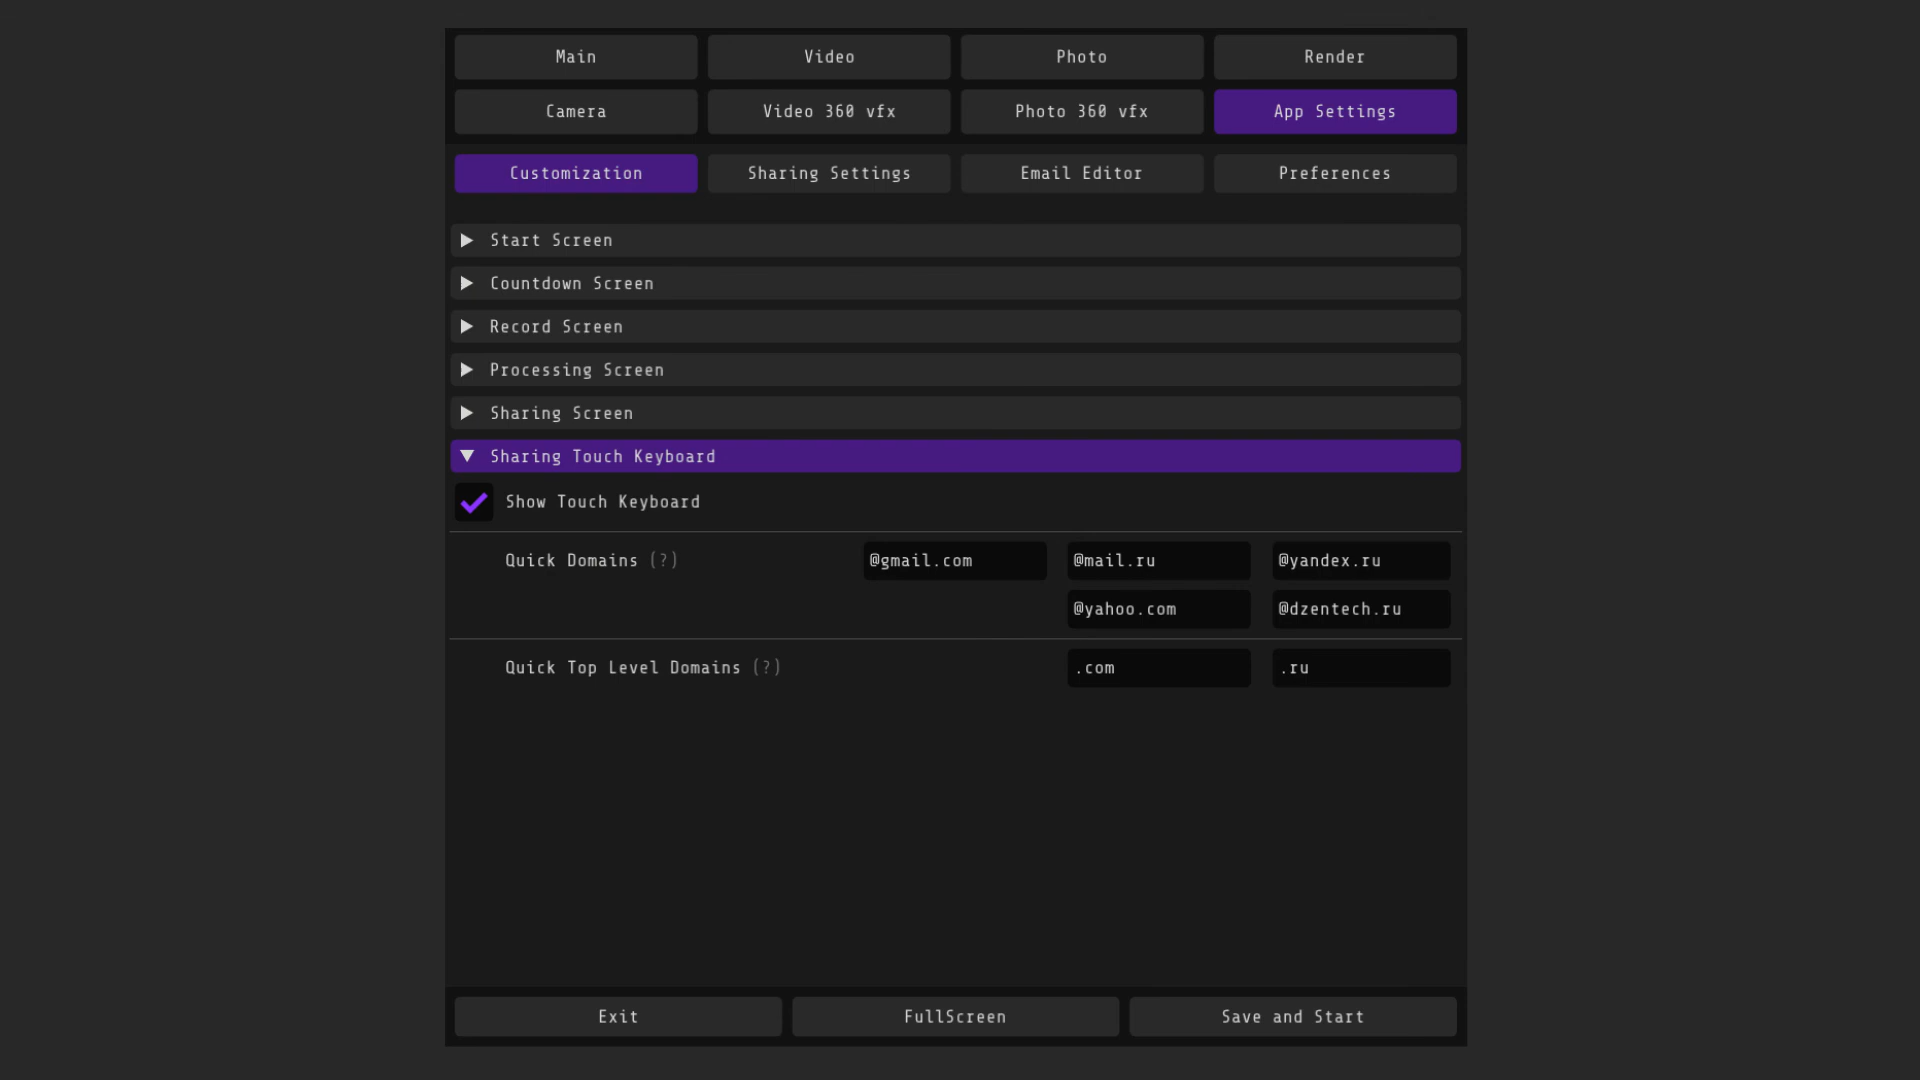 Main Video Photo Render
Camera Video 360 vfx Photo 360 vfx App Settings
Customization Sharing Settings Email Editor Preferences
Start Screen
Countdown Screen
Record Screen
Processing Screen
Sharing Screen
Sharing Touch Keyboard
Show Touch Keyboard
Quick Domains (?) @gmail.com @mail.ru @yandex.ru
@yahoo.com @dzentech.ru
Quick Top Level Domains (?) .com .ru
Exit FullScreen Save and Start